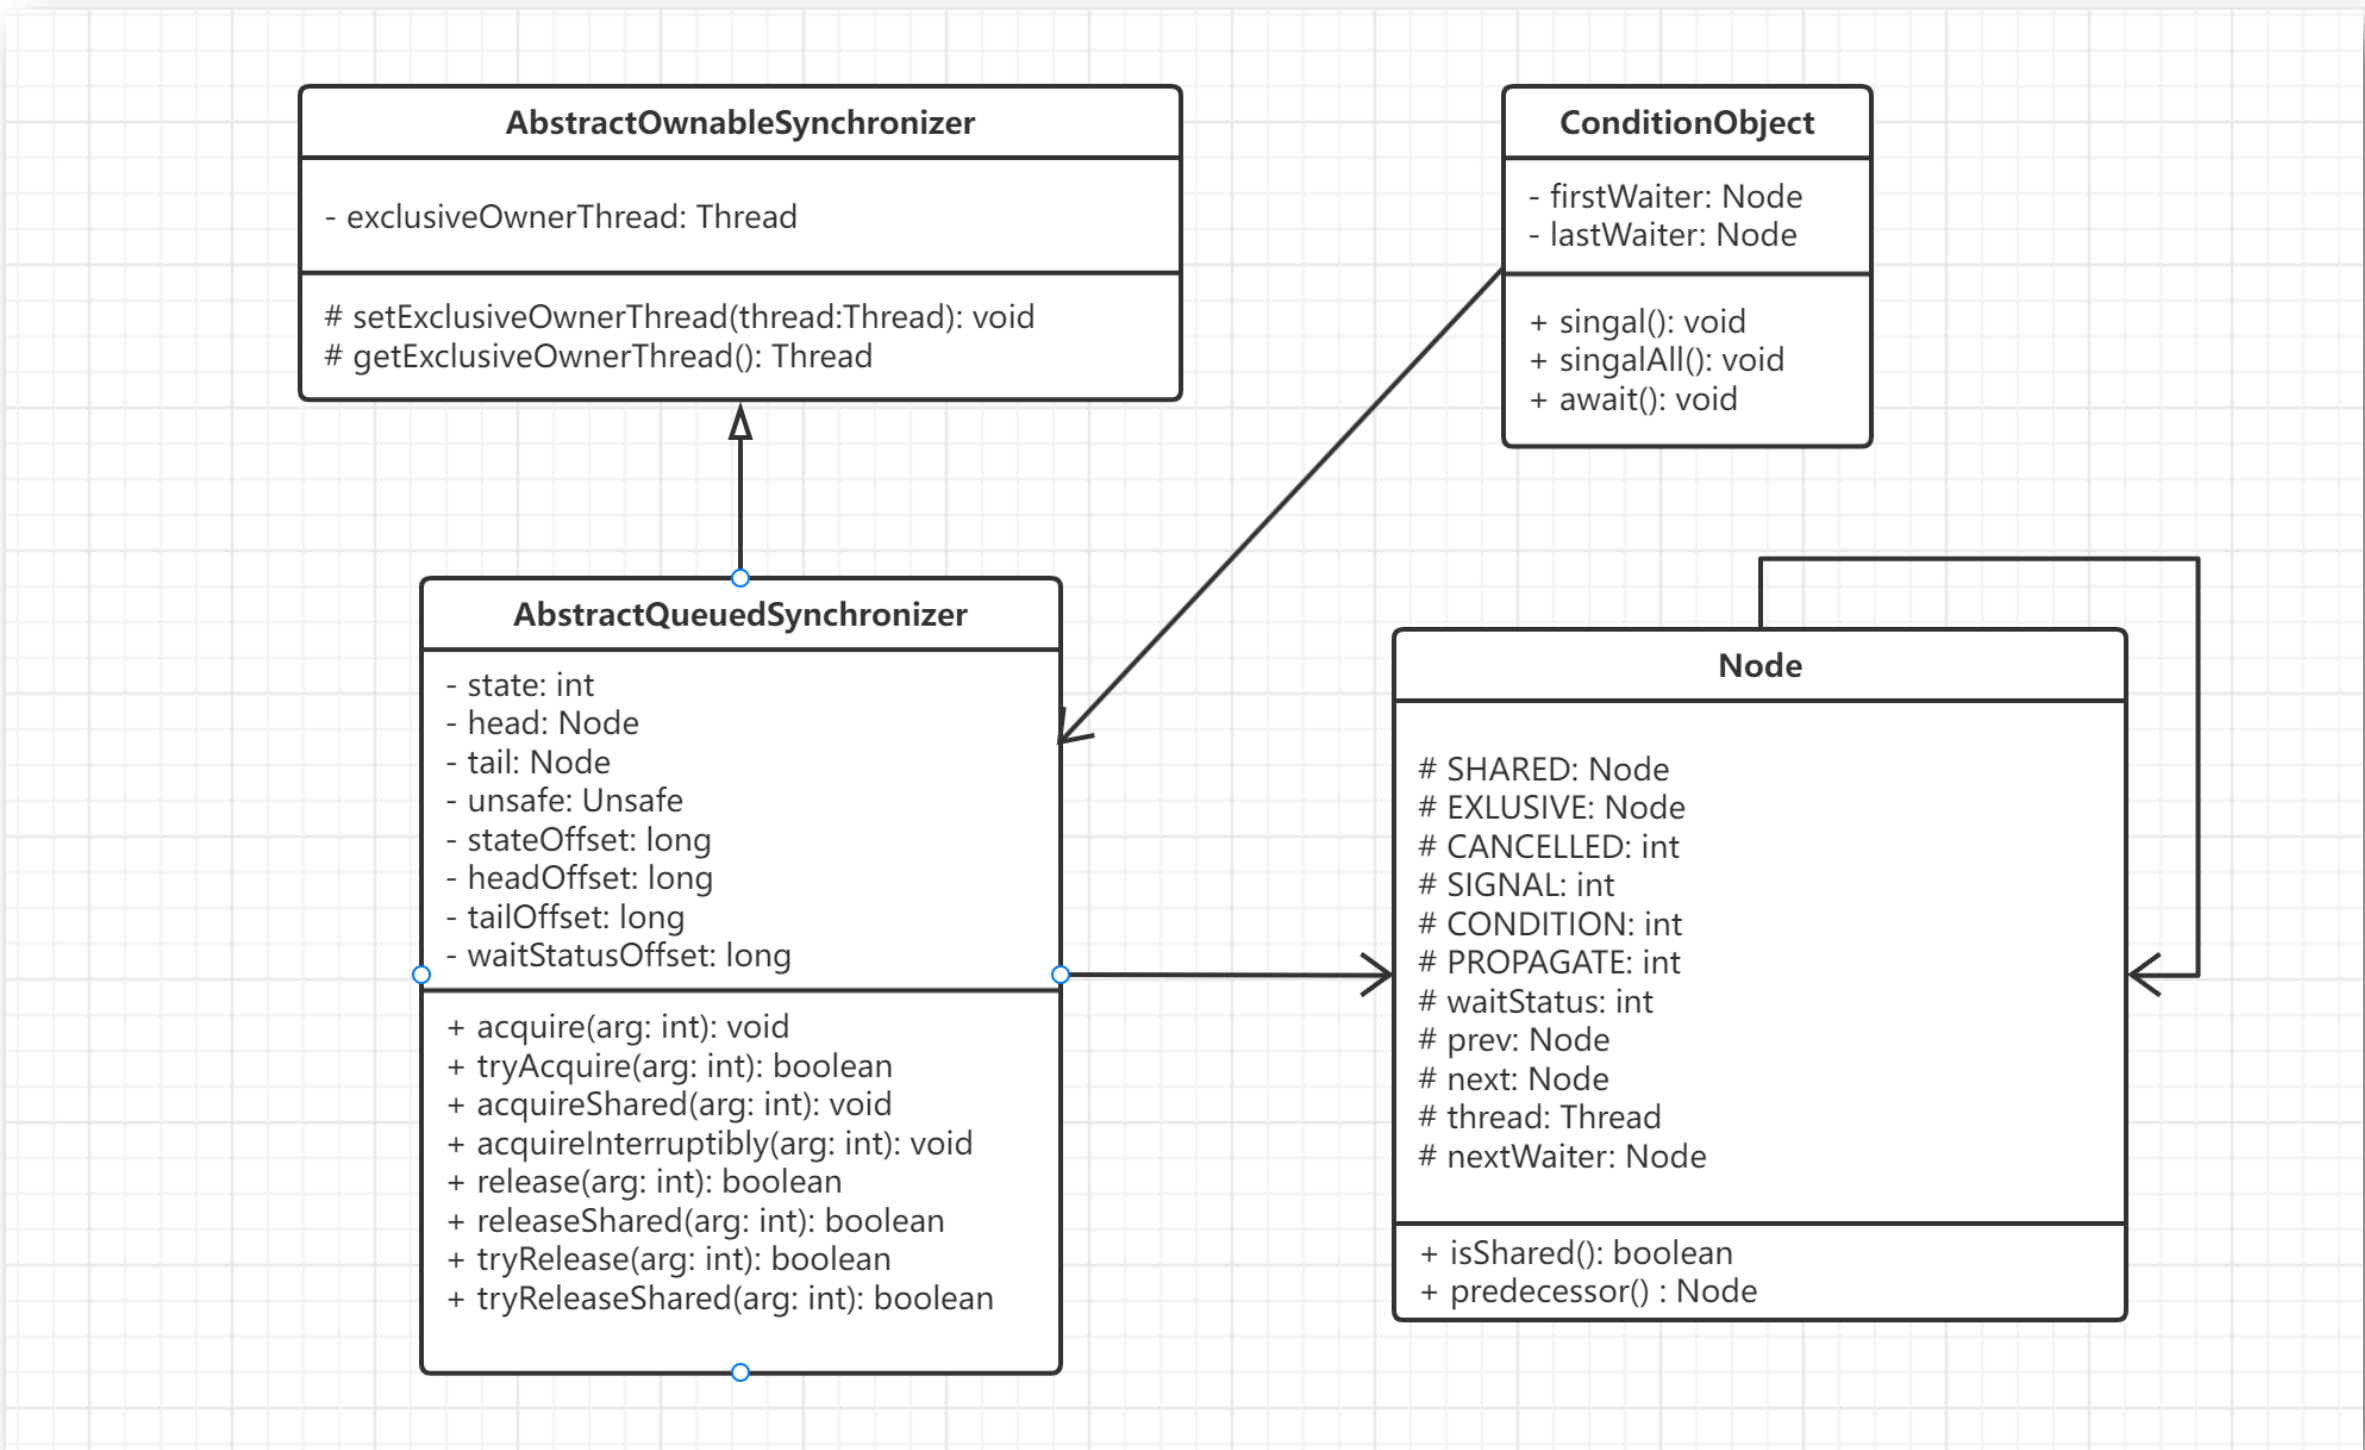 AbstractOwnableSynchronizer
- exclusiveOwnerThread: Thread
# setExclusiveOwnerThread(thread:Thread): void
# getExclusiveOwnerThread(): Thread
ConditionObject
- firstWaiter: Node
- lastWaiter: Node
+ singal(): void
+ singalAll(): void
+ await(): void
AbstractQueuedSynchronizer
- state: int
- head: Node
- tail: Node
- unsafe: Unsafe
- stateOffset: long
- headOffset: long
- tailOffset: long
- waitStatusOffset: long
+ acquire(arg: int): void
+ tryAcquire(arg: int): boolean
+ acquireShared(arg: int): void
+ acquireInterruptibly(arg: int): void
+ release(arg: int): boolean
+ releaseShared(arg: int): boolean
+ tryRelease(arg: int): boolean
+ tryReleaseShared(arg: int): boolean
Node
# SHARED: Node
# EXLUSIVE: Node
# CANCELLED: int
# SIGNAL: int
# CONDITION: int
# PROPAGATE: int
# waitStatus: int
# prev: Node
# next: Node
# thread: Thread
# nextWaiter: Node
+ isShared(): boolean
+ predecessor() : Node